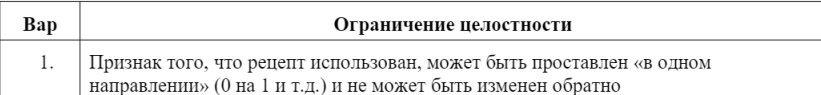 Вар Ограничение целостности
1. Признак того, что рецепт использован, может быть проставлен «в одном
направлении» (0 на 1 и т.д.) и не может быть изменен обратно